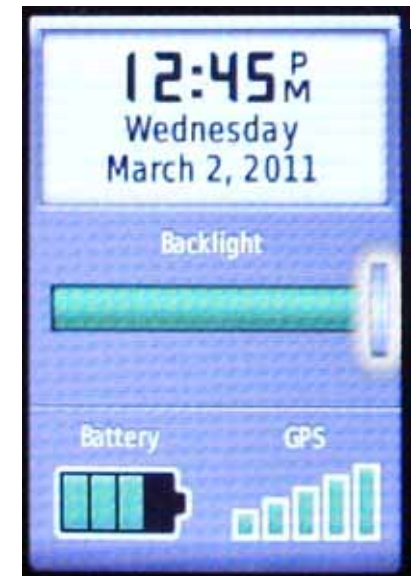 12:45 PM
Wednesday
March 2, 2011
Backlight
Battery GPS